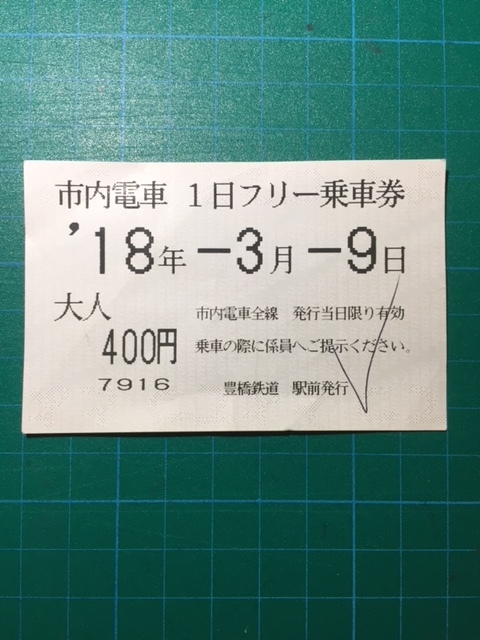 市内電車 1日フリー乗車券
'18年-3月-9日
大人
市内電車全線 発行当日限り有効
400円
乗車の際に係員へご提示ください。
7916
豊橋鉄道 駅前発行